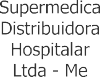 Supermedica
Distribuidora
Hospitalar
Ltda - Me